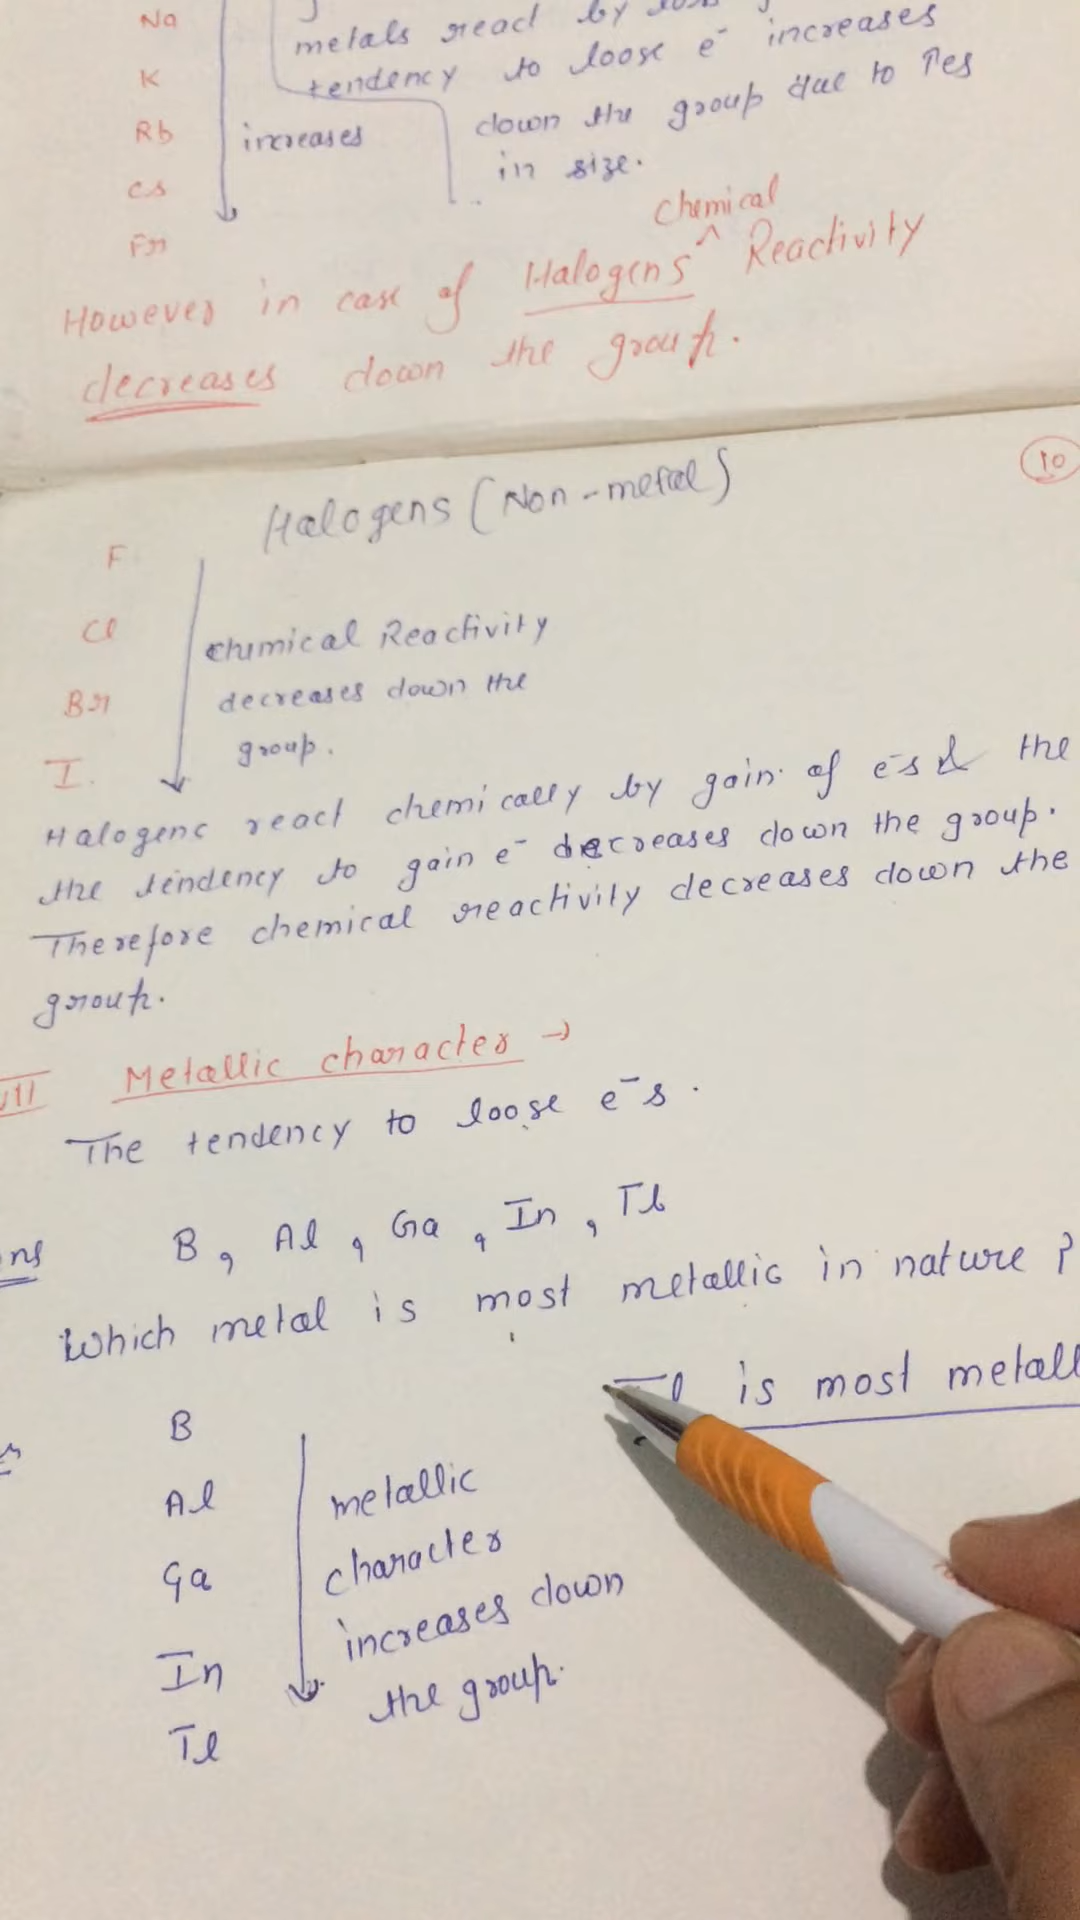 Na
metals react by
K
tendency to loose e⁻ increases
Rb
increases
down the group due to ↑es
Cs
in size.
Fr
Chemical
However in case of Halogens ^ Reactivity
decreases down the group.
10
Halogens (Non-metal)
F
Cl
Chemical Reactivity
Br
decreases down the
I.
group.
Halogens react chemically by gain of e⁻s & the
the tendency to gain e⁻ decreases down the group.
Therefore chemical reactivity decreases down the
group.
Metallic character →
The tendency to loose e⁻s.
B, Al, Ga, In, Tl
Which metal is most metallic in nature?
Tl is most metall
B
Al
metallic
Ga
character
increases down
In
the group.
Tl